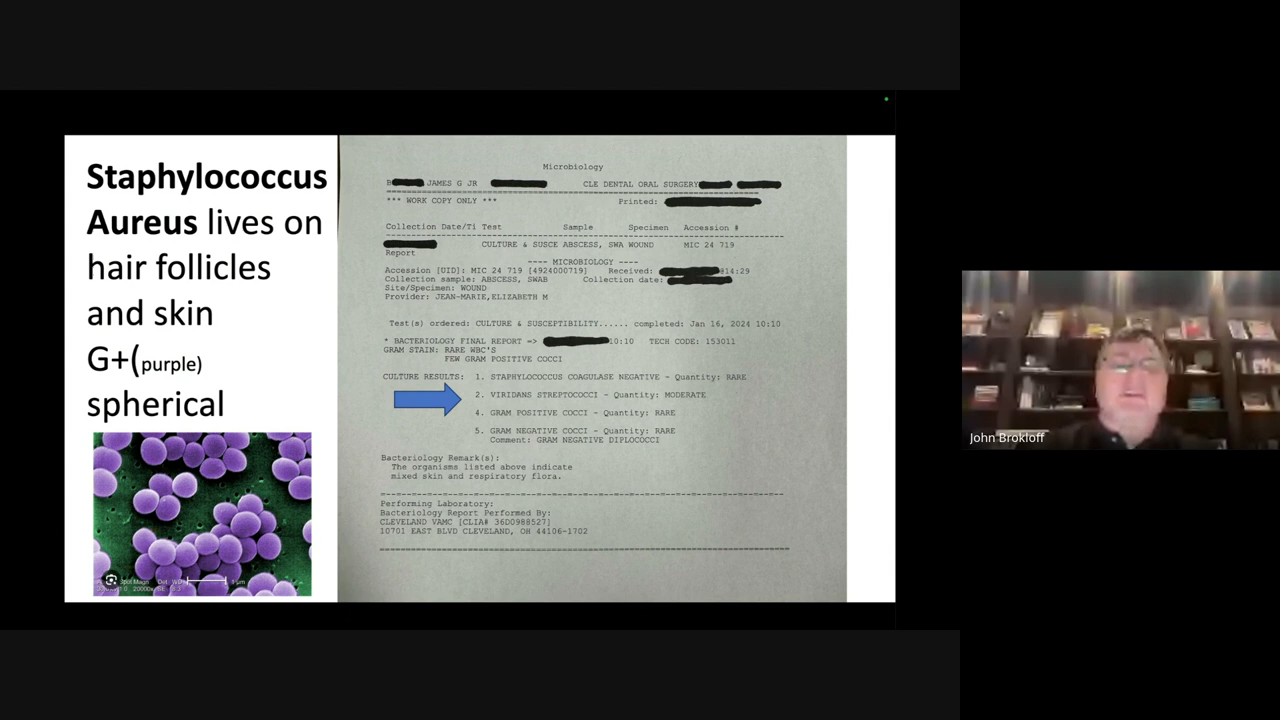 Staphylococcus
Aureus lives on
hair follicles
and skin
G+(purple)
spherical
Microbiology
B JAMES G JR CLE DENTAL ORAL SURGERY
*** WORK COPY ONLY *** Printed:
Collection Date/Ti Test Sample Specimen Accession #
CULTURE & SUSCE ABSCESS, SWA WOUND MIC 24 719
Report
---- MICROBIOLOGY ----
Accession [UID]: MIC 24 719 [4924000719] Received: @14:29
Collection sample: ABSCESS, SWAB Collection date:
Site/Specimen: WOUND
Provider: JEAN-MARIE,ELIZABETH M
Test(s) ordered: CULTURE & SUSCEPTIBILITY...... completed: Jan 16, 2024 10:10
* BACTERIOLOGY FINAL REPORT => 10:10 TECH CODE: 153011
GRAM STAIN: RARE WBC'S
FEW GRAM POSITIVE COCCI
CULTURE RESULTS: 1. STAPHYLOCOCCUS COAGULASE NEGATIVE - Quantity: RARE
2. VIRIDANS STREPTOCOCCI - Quantity: MODERATE
4. GRAM POSITIVE COCCI - Quantity: RARE
5. GRAM NEGATIVE COCCI - Quantity: RARE
Comment: GRAM NEGATIVE DIPLOCOCCI
Bacteriology Remark(s):
The organisms listed above indicate
mixed skin and respiratory flora.
Performing Laboratory:
Bacteriology Report Performed By:
CLEVELAND VAMC [CLIA# 36D0988527]
10701 EAST BLVD CLEVELAND, OH 44106-1702
John Brokloff